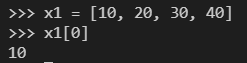 >>> x1 = [10, 20, 30, 40]
>>> x1[0]
10